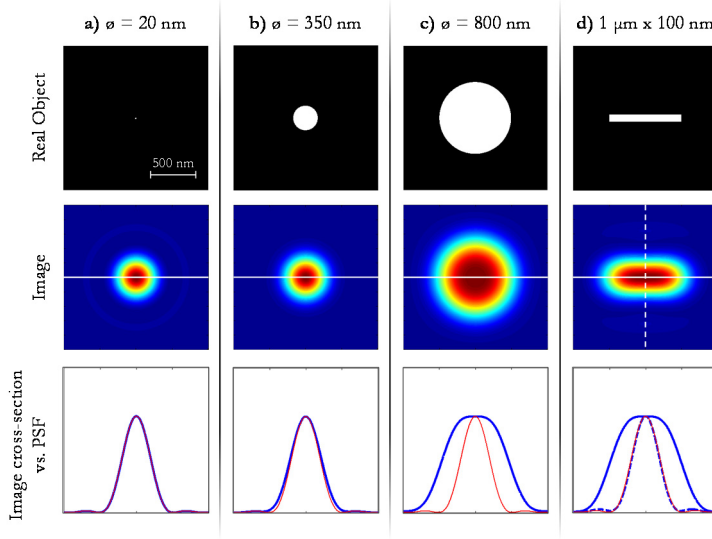 a) ø = 20 nm
b) ø = 350 nm
c) ø = 800 nm
d) 1 μm x 100 nm
Real Object
500 nm
Image
Image cross-section
vs. PSF